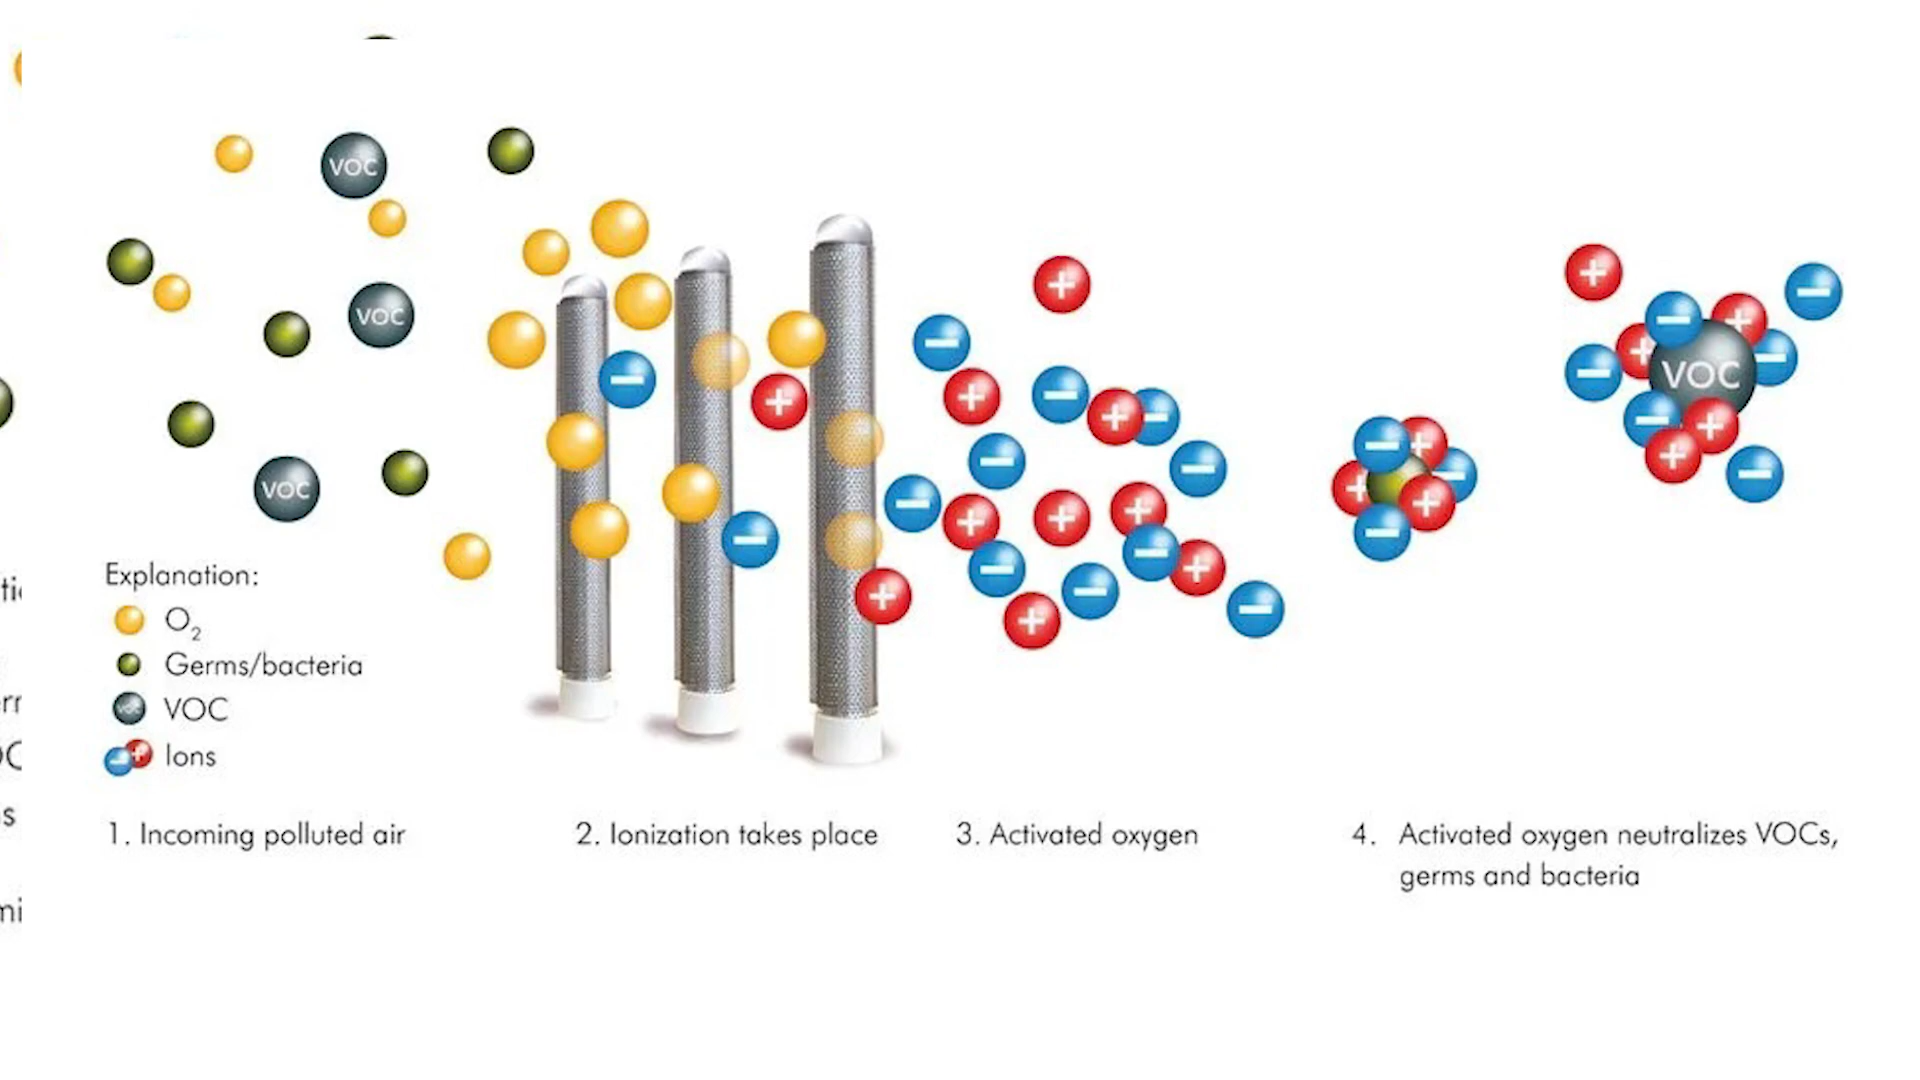 VOC
VOC
VOC
VOC
Explanation:
O2
Germs/bacteria
VOC
Ions
1. Incoming polluted air
2. Ionization takes place
3. Activated oxygen
4. Activated oxygen neutralizes VOCs,
germs and bacteria